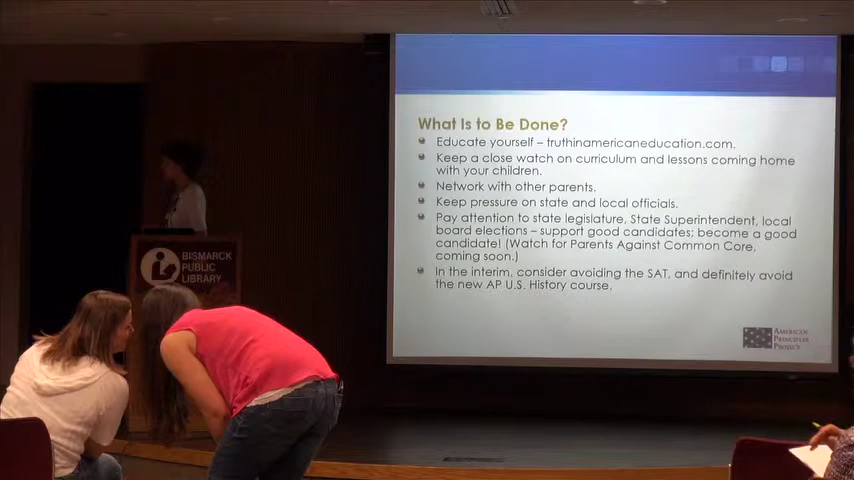 What Is to Be Done?
Educate yourself – truthinamericaneducation.com.
Keep a close watch on curriculum and lessons coming home
with your children.
Network with other parents.
Keep pressure on state and local officials.
Pay attention to state legislature, State Superintendent, local
board elections – support good candidates; become a good
candidate! (Watch for Parents Against Common Core,
coming soon.)
In the interim, consider avoiding the SAT, and definitely avoid
the new AP U.S. History course.
AMERICAN
PRINCIPLES
PROJECT
BISMARCK
PUBLIC
LIBRARY